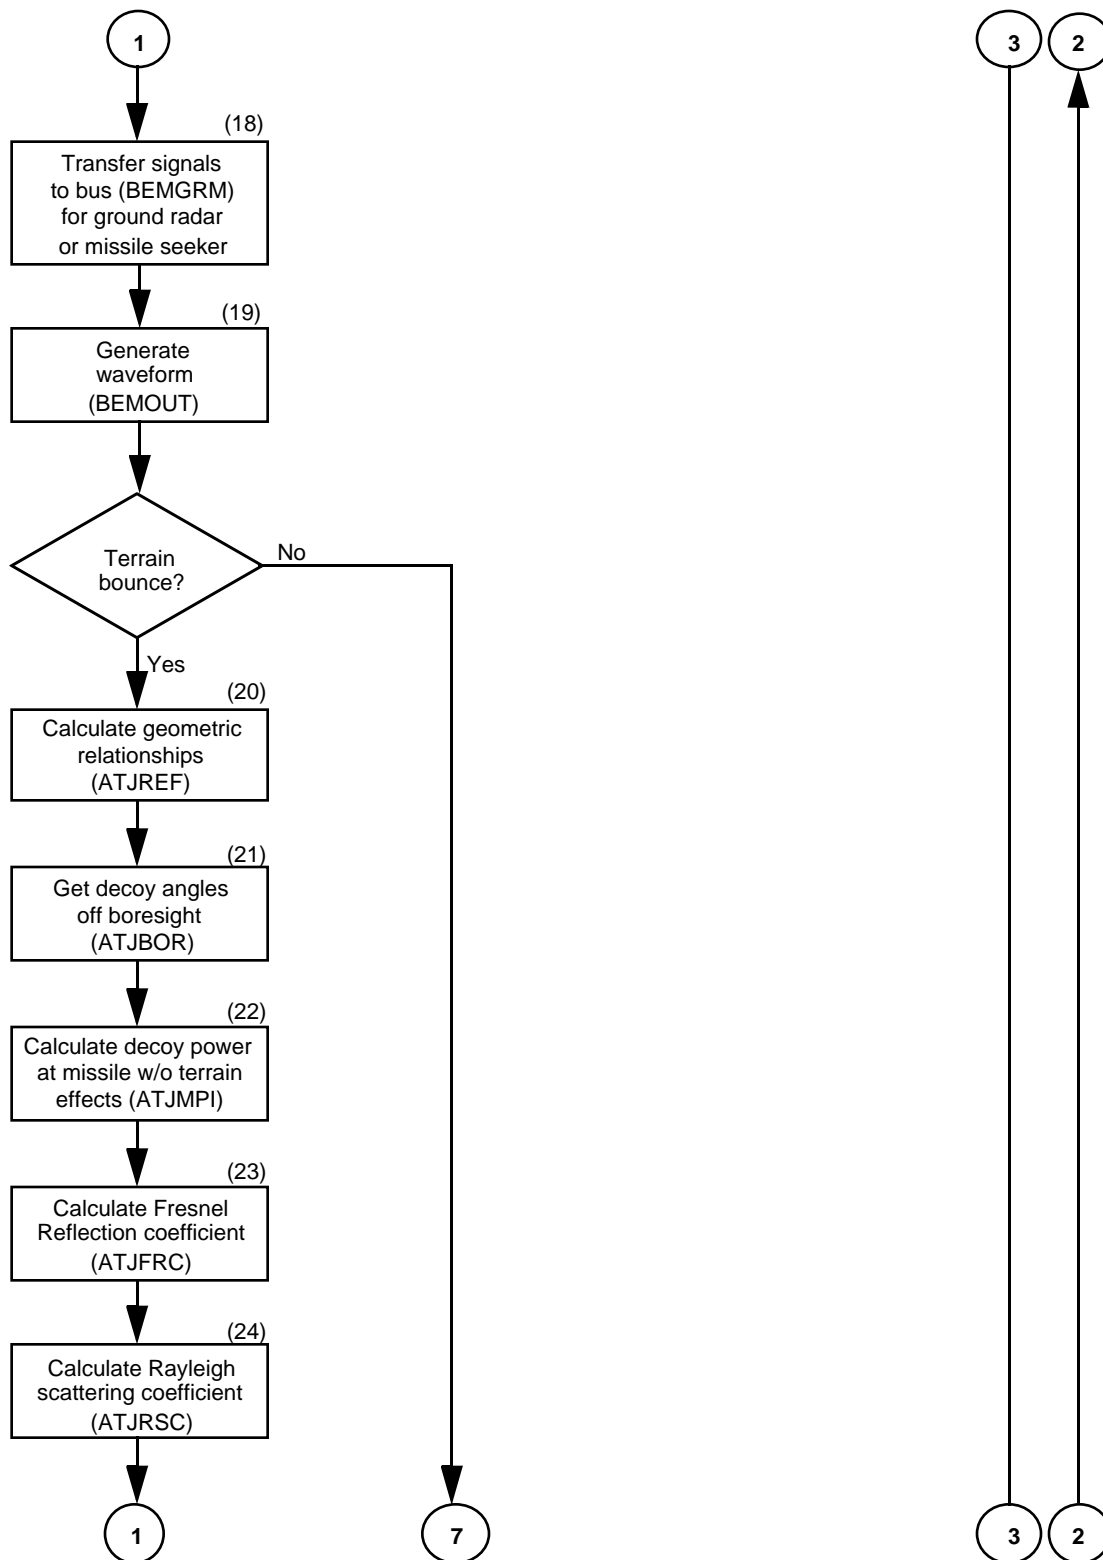 1
3
2
(18)
Transfer signals
to bus (BEMGRM)
for ground radar
or missile seeker
(19)
Generate
waveform
(BEMOUT)
Terrain
bounce?
No
Yes
(20)
Calculate geometric
relationships
(ATJREF)
(21)
Get decoy angles
off boresight
(ATJBOR)
(22)
Calculate decoy power
at missile w/o terrain
effects (ATJMPI)
(23)
Calculate Fresnel
Reflection coefficient
(ATJFRC)
(24)
Calculate Rayleigh
scattering coefficient
(ATJRSC)
1
7
3
2